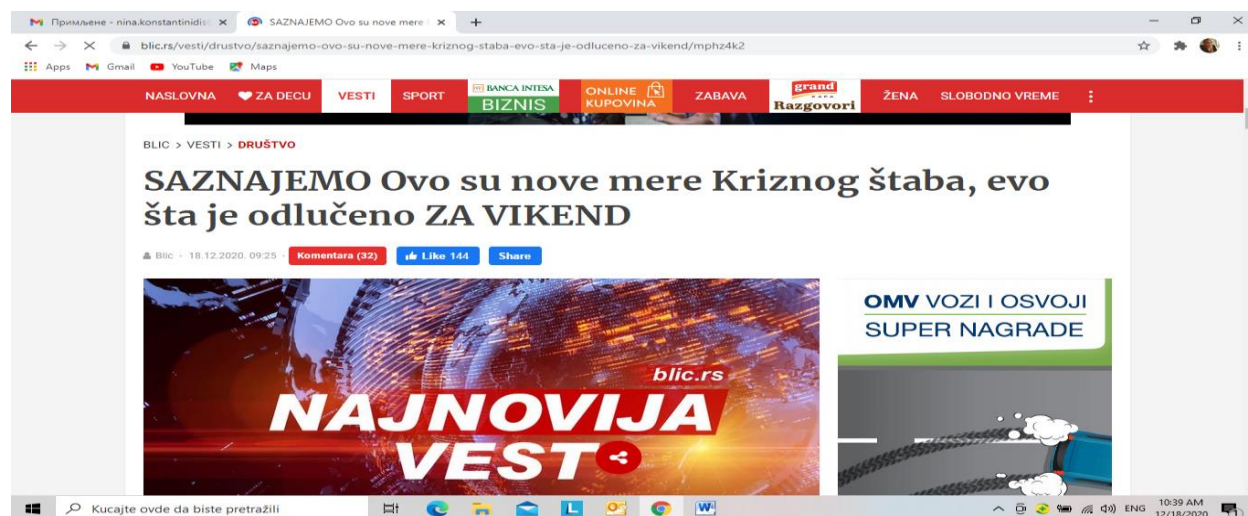 Примљене - nina.konstantinidis
SAZNAJEMO Ovo su nove mere
blic.rs/vesti/drustvo/saznajemo-ovo-su-nove-mere-kriznog-staba-evo-sta-je-odluceno-za-vikend/mphz4k2
Apps Gmail YouTube Maps
NASLOVNA ZA DECU VESTI SPORT BANCA INTESA BIZNIS ONLINE KUPOVINA ZABAVA grand kafa Razgovori ŽENA SLOBODNO VREME
BLIC > VESTI > DRUŠTVO
SAZNAJEMO Ovo su nove mere Kriznog štaba, evo
šta je odlučeno ZA VIKEND
Blic - 18.12.2020. 09:25 - Komentara (32) Like 144 Share
OMV VOZI I OSVOJI
SUPER NAGRADE
blic.rs
NAJNOVIJA
VEST
Kucajte ovde da biste pretražili
ENG
10:39 AM
12/18/2020